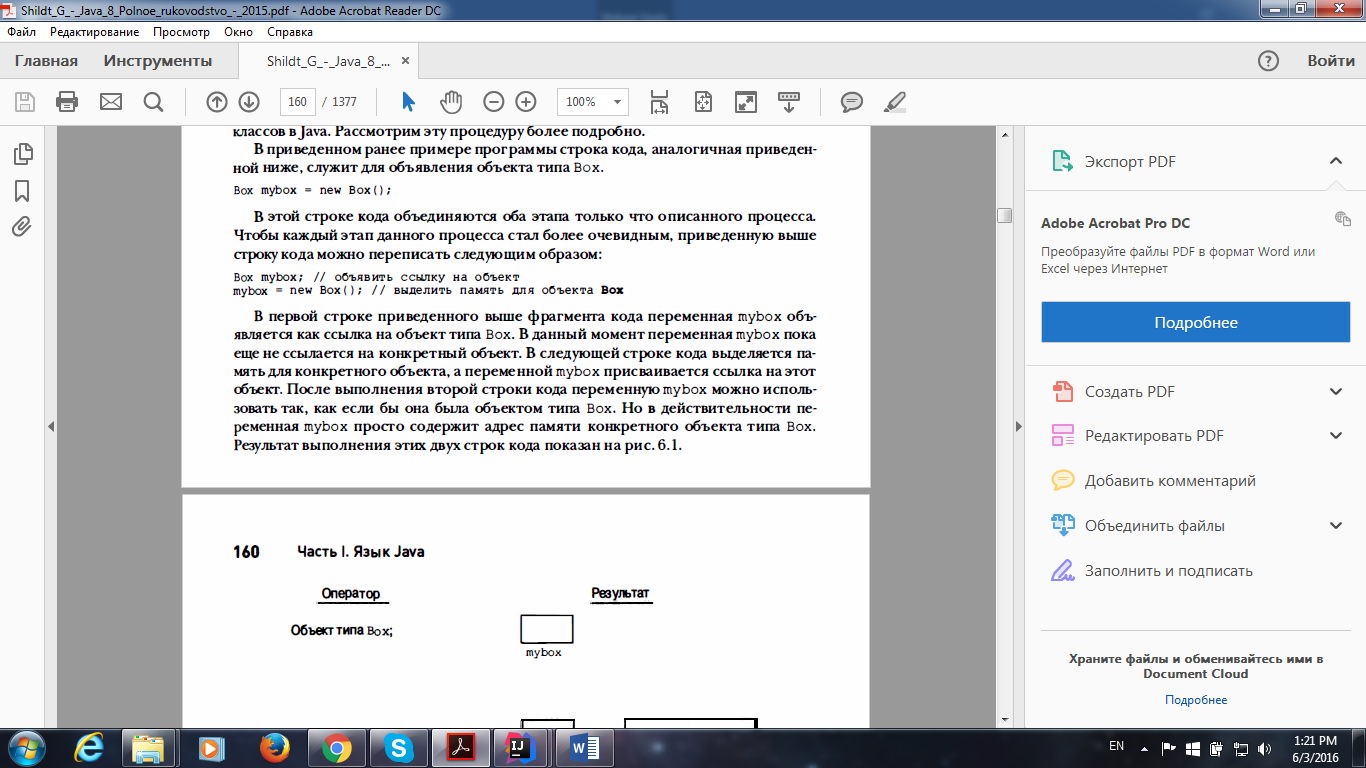 Shildt_G_-_Java_8_Polnoe_rukovodstvo_-_2015.pdf - Adobe Acrobat Reader DC
Файл Редактирование Просмотр Окно Справка
Главная Инструменты Shildt_G_-_Java_8_... × Войти
160 / 1377 100%
классов в Java. Рассмотрим эту процедуру более подробно.
В приведенном ранее примере программы строка кода, аналогичная приведен-
ной ниже, служит для объявления объекта типа Box.
Box mybox = new Box();
В этой строке кода объединяются оба этапа только что описанного процесса.
Чтобы каждый этап данного процесса стал более очевидным, приведенную выше
строку кода можно переписать следующим образом:
Box mybox; // объявить ссылку на объект
mybox = new Box(); // выделить память для объекта Box
В первой строке приведенного выше фрагмента кода переменная mybox объ-
является как ссылка на объект типа Box. В данный момент переменная mybox пока
еще не ссылается на конкретный объект. В следующей строке кода выделяется па-
мять для конкретного объекта, а переменной mybox присваивается ссылка на этот
объект. После выполнения второй строки кода переменную mybox можно исполь-
зовать так, как если бы она была объектом типа Box. Но в действительности пе-
ременная mybox просто содержит адрес памяти конкретного объекта типа Box.
Результат выполнения этих двух строк кода показан на рис. 6.1.
160 Часть I. Язык Java
Оператор Результат
Объект типа Box;
mybox
Экспорт PDF
Adobe Acrobat Pro DC
Преобразуйте файлы PDF в формат Word или
Excel через Интернет
Подробнее
Создать PDF
Редактировать PDF
Добавить комментарий
Объединить файлы
Заполнить и подписать
Храните файлы и обменивайтесь ими в
Document Cloud
Подробнее
EN 1:21 PM
6/3/2016